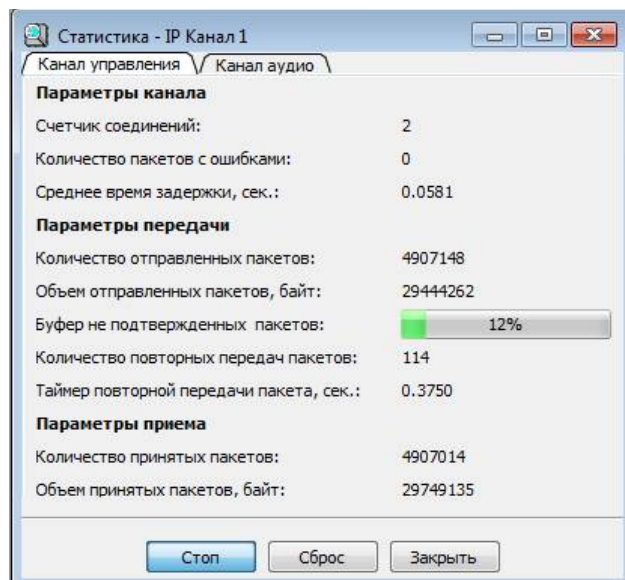 Статистика - IP Канал 1
Канал управления Канал аудио
Параметры канала
Счетчик соединений: 2
Количество пакетов с ошибками: 0
Среднее время задержки, сек.: 0.0581
Параметры передачи
Количество отправленных пакетов: 4907148
Объем отправленных пакетов, байт: 29444262
Буфер не подтвержденных пакетов: 12%
Количество повторных передач пакетов: 114
Таймер повторной передачи пакета, сек.: 0.3750
Параметры приема
Количество принятых пакетов: 4907014
Объем принятых пакетов, байт: 29749135
Стоп Сброс Закрыть